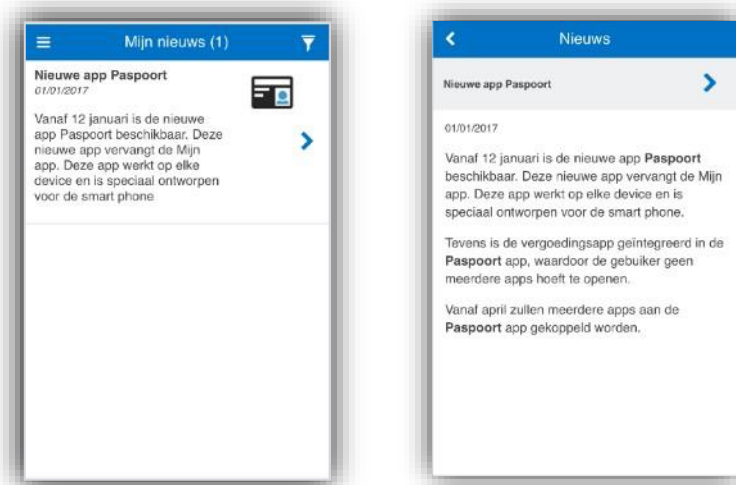 Mijn nieuws (1)
Nieuwe app Paspoort
01/01/2017
Vanaf 12 januari is de nieuwe
app Paspoort beschikbaar. Deze
nieuwe app vervangt de Mijn
app. Deze app werkt op elke
device en is speciaal ontworpen
voor de smart phone
Nieuws
Nieuwe app Paspoort
01/01/2017
Vanaf 12 januari is de nieuwe app Paspoort
beschikbaar. Deze nieuwe app vervangt de Mijn
app. Deze app werkt op elke device en is
speciaal ontworpen voor de smart phone.
Tevens is de vergoedingsapp geïntegreerd in de
Paspoort app, waardoor de gebuiker geen
meerdere apps hoeft te openen.
Vanaf april zullen meerdere apps aan de
Paspoort app gekoppeld worden.